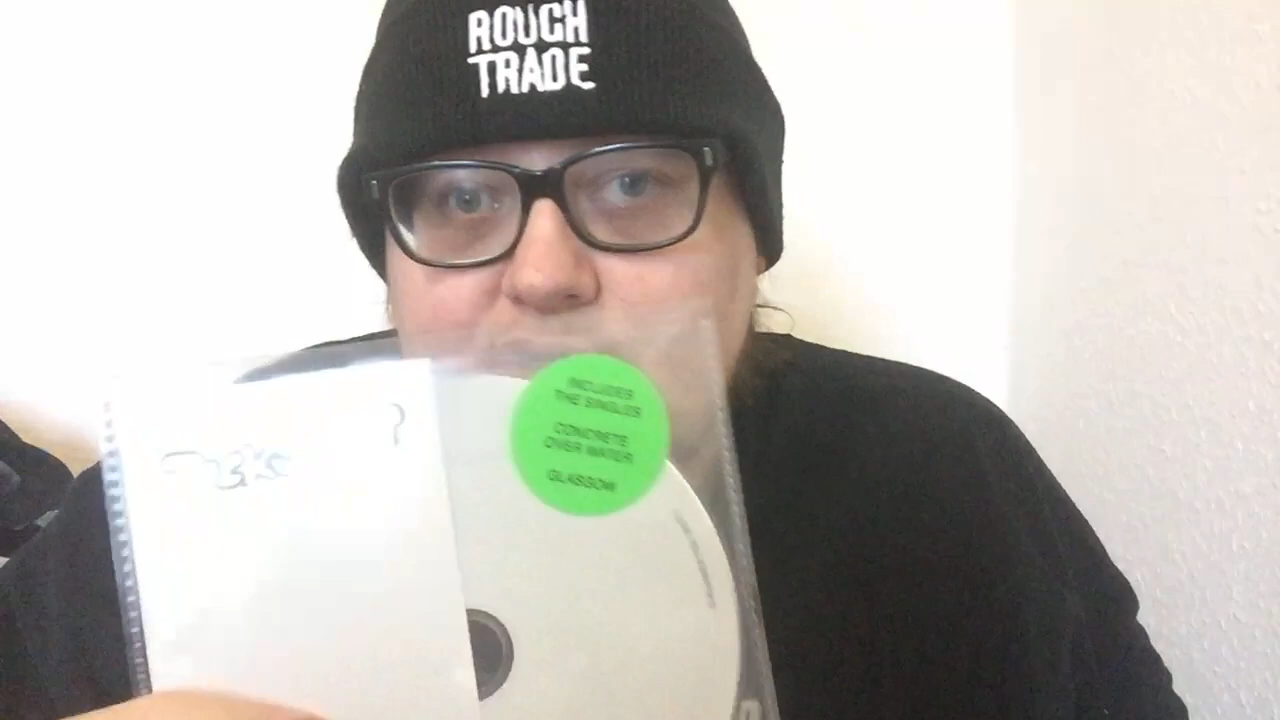 ROUGH
TRADE
INCLUDES
THE SINGLES
CONCRETE
OVER WATER
GLASGOW
?